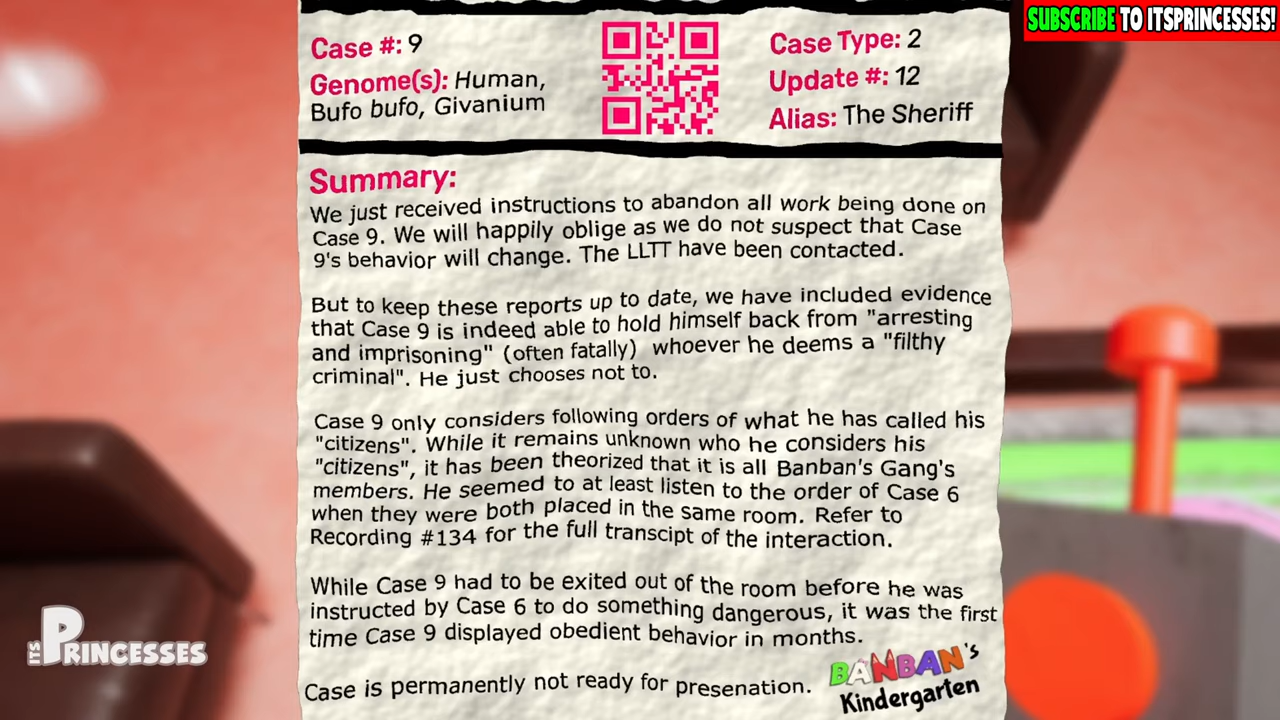 SUBSCRIBE TO ITSPRINCESSES!
Case #: 9
Genome(s): Human,
Bufo bufo, Givanium
Case Type: 2
Update #: 12
Alias: The Sheriff
Summary:
We just received instructions to abandon all work being done on
Case 9. We will happily oblige as we do not suspect that Case
9's behavior will change. The LLTT have been contacted.
But to keep these reports up to date, we have included evidence
that Case 9 is indeed able to hold himself back from "arresting
and imprisoning" (often fatally) whoever he deems a "filthy
criminal". He just chooses not to.
Case 9 only considers following orders of what he has called his
"citizens". While it remains unknown who he considers his
"citizens", it has been theorized that it is all Banban's Gang's
members. He seemed to at least listen to the order of Case 6
when they were both placed in the same room. Refer to
Recording #134 for the full transcipt of the interaction.
While Case 9 had to be exited out of the room before he was
instructed by Case 6 to do something dangerous, it was the first
time Case 9 displayed obedient behavior in months.
Case is permanently not ready for presenation.
BANBAN's
Kindergarten
ITS PRINCESSES